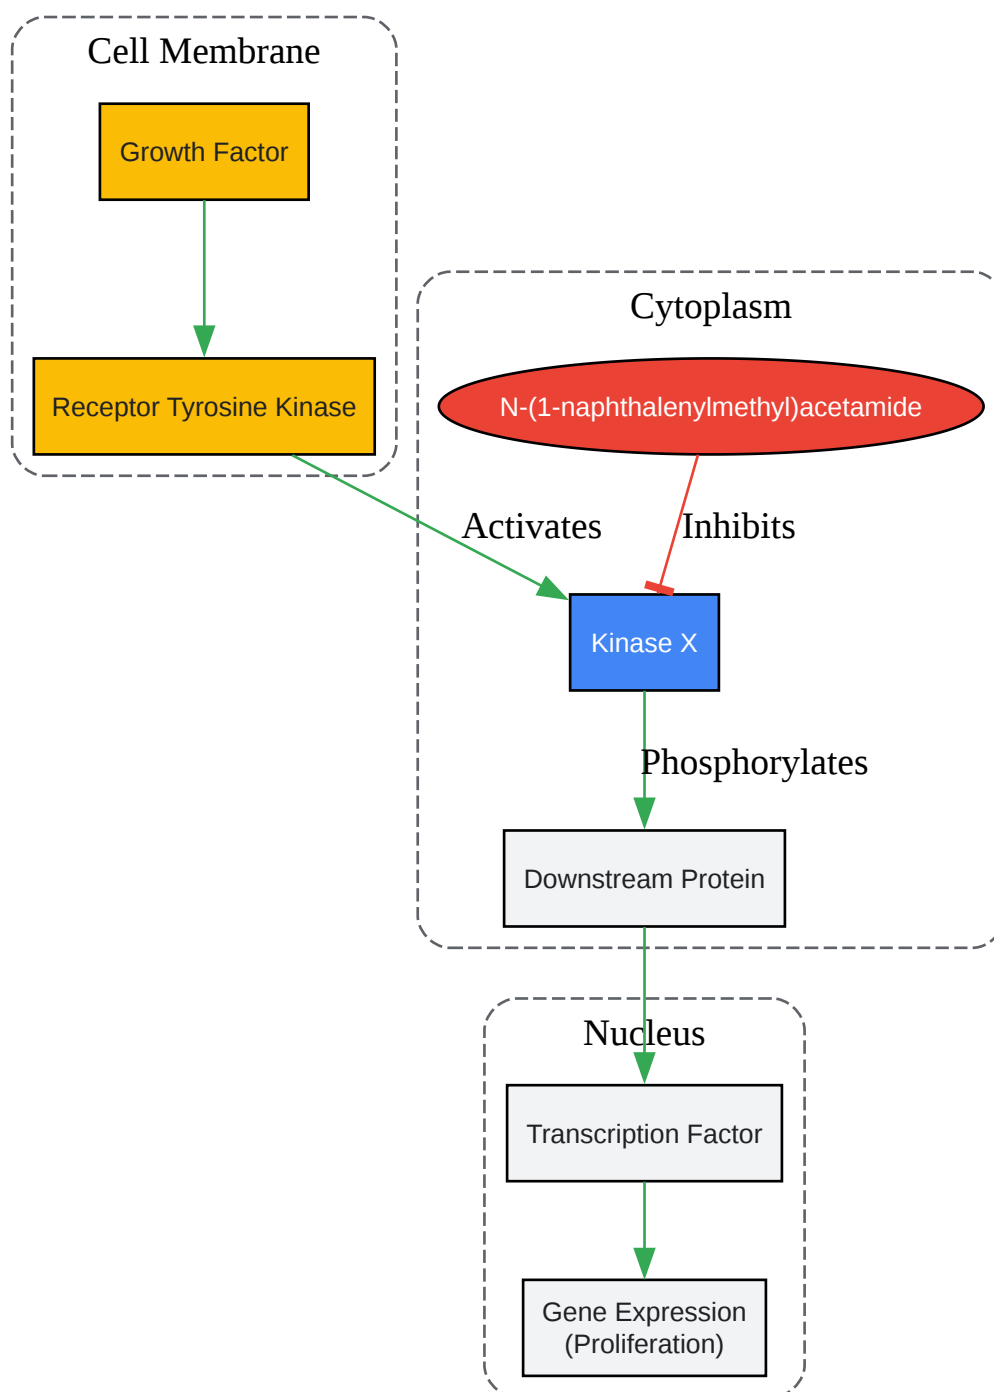 Cell Membrane
Growth Factor
Receptor Tyrosine Kinase
Cytoplasm
N-(1-naphthalenylmethyl)acetamide
Activates
Inhibits
Kinase X
Phosphorylates
Downstream Protein
Nucleus
Transcription Factor
Gene Expression
(Proliferation)